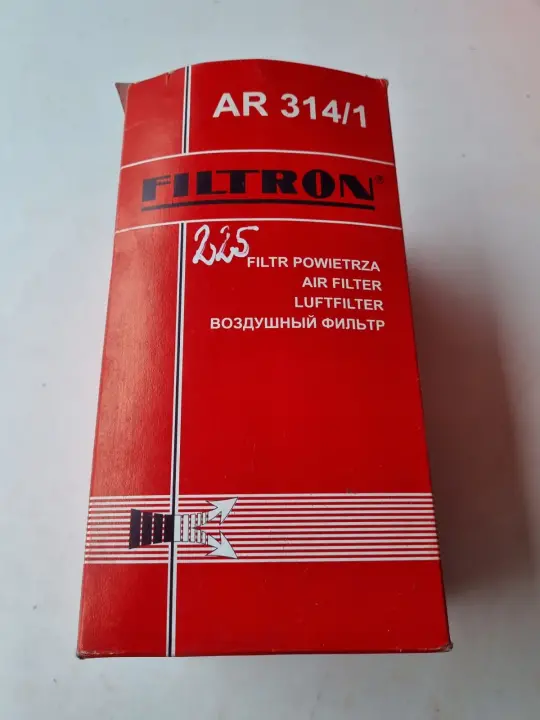 AR 314/1
FILTRON®
225
FILTR POWIETRZA
AIR FILTER
LUFTFILTER
ВОЗДУШНЫЙ ФИЛЬТР